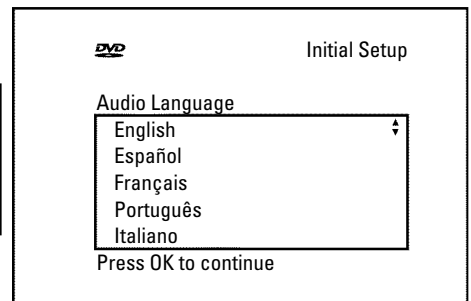 DVD Initial Setup
Audio Language
English
Español
Français
Português
Italiano
Press OK to continue